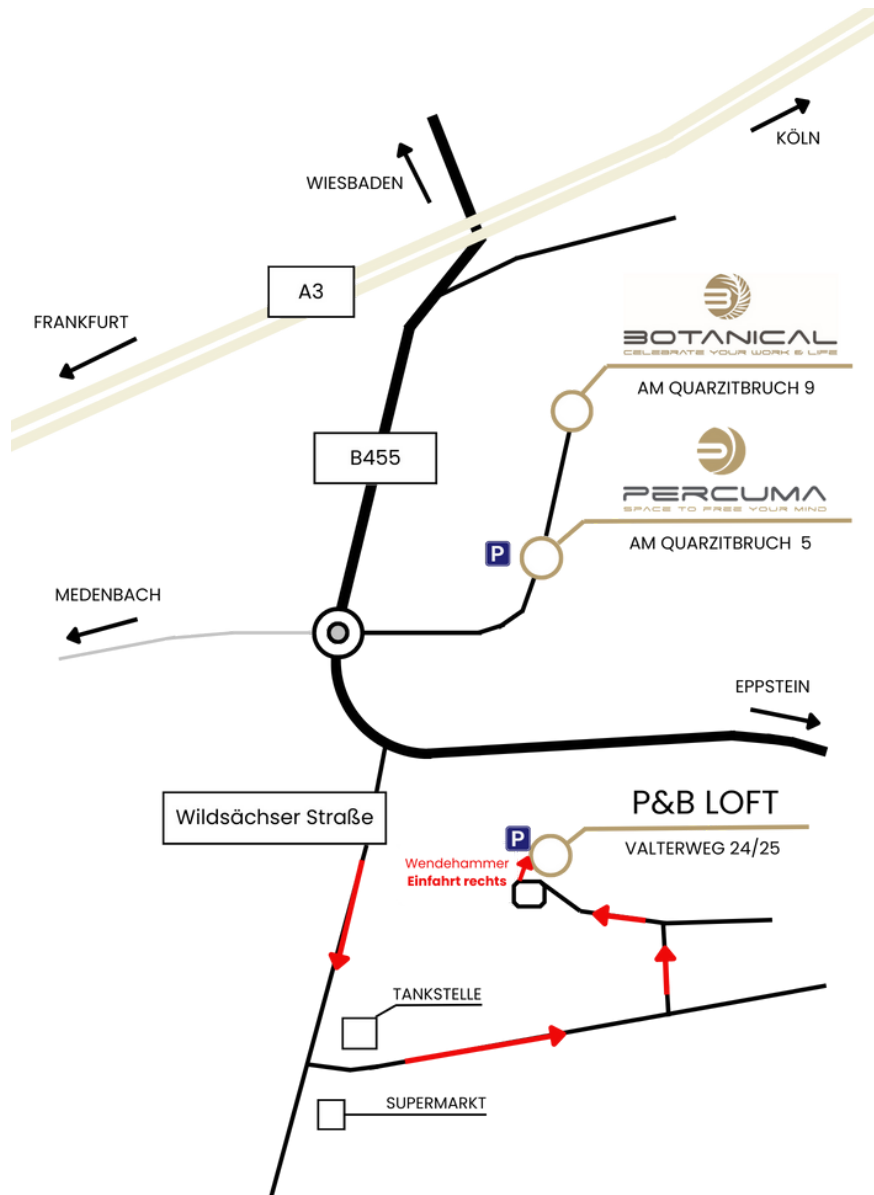 KÖLN
WIESBADEN
A3
FRANKFURT
BOTANICAL
CELEBRATE YOUR WORK & LIFE
AM QUARZITBRUCH 9
B455
PERCUMA
SPACE TO FREE YOUR MIND
P
AM QUARZITBRUCH 5
MEDENBACH
EPPSTEIN
P&B LOFT
Wildsächser Straße
P
VALTERWEG 24/25
Wendehammer
Einfahrt rechts
TANKSTELLE
SUPERMARKT